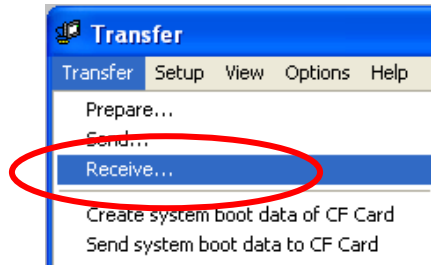 Transfer
Transfer Setup View Options Help
Prepare...
Send...
Receive...
Create system boot data of CF Card
Send system boot data to CF Card